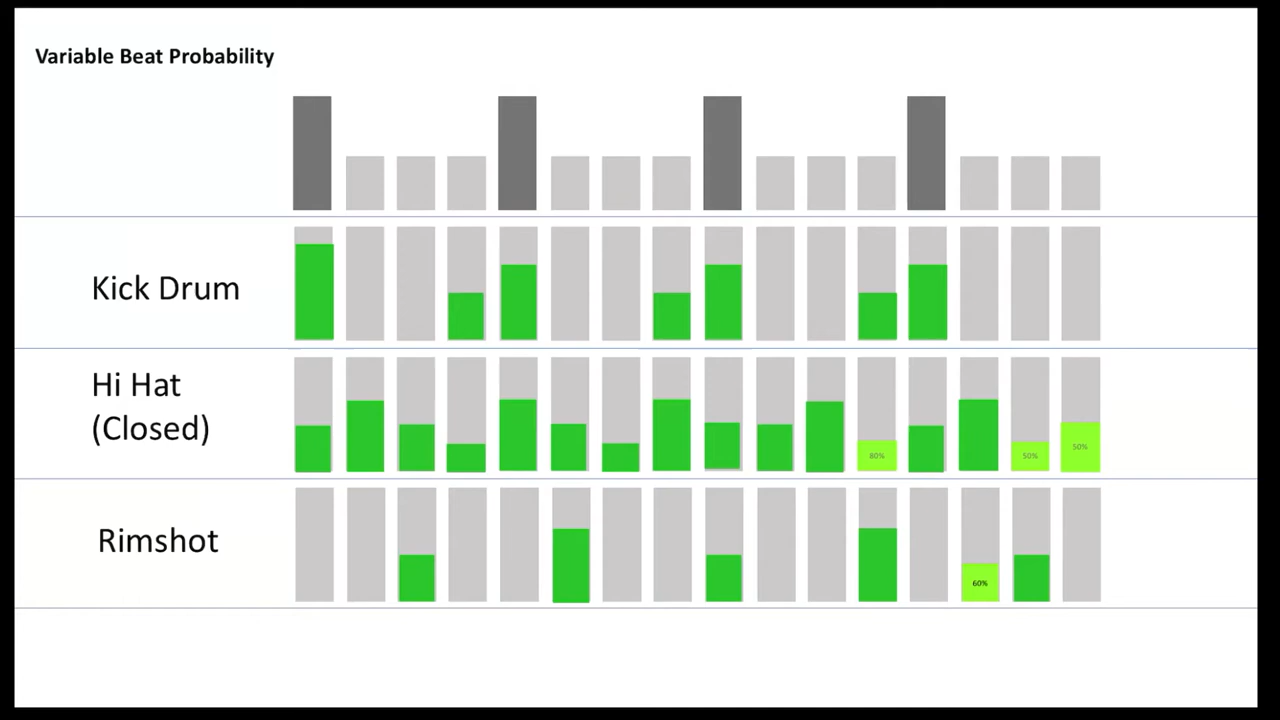 Variable Beat Probability
Kick Drum
Hi Hat
(Closed)
80%
50%
50%
Rimshot
60%